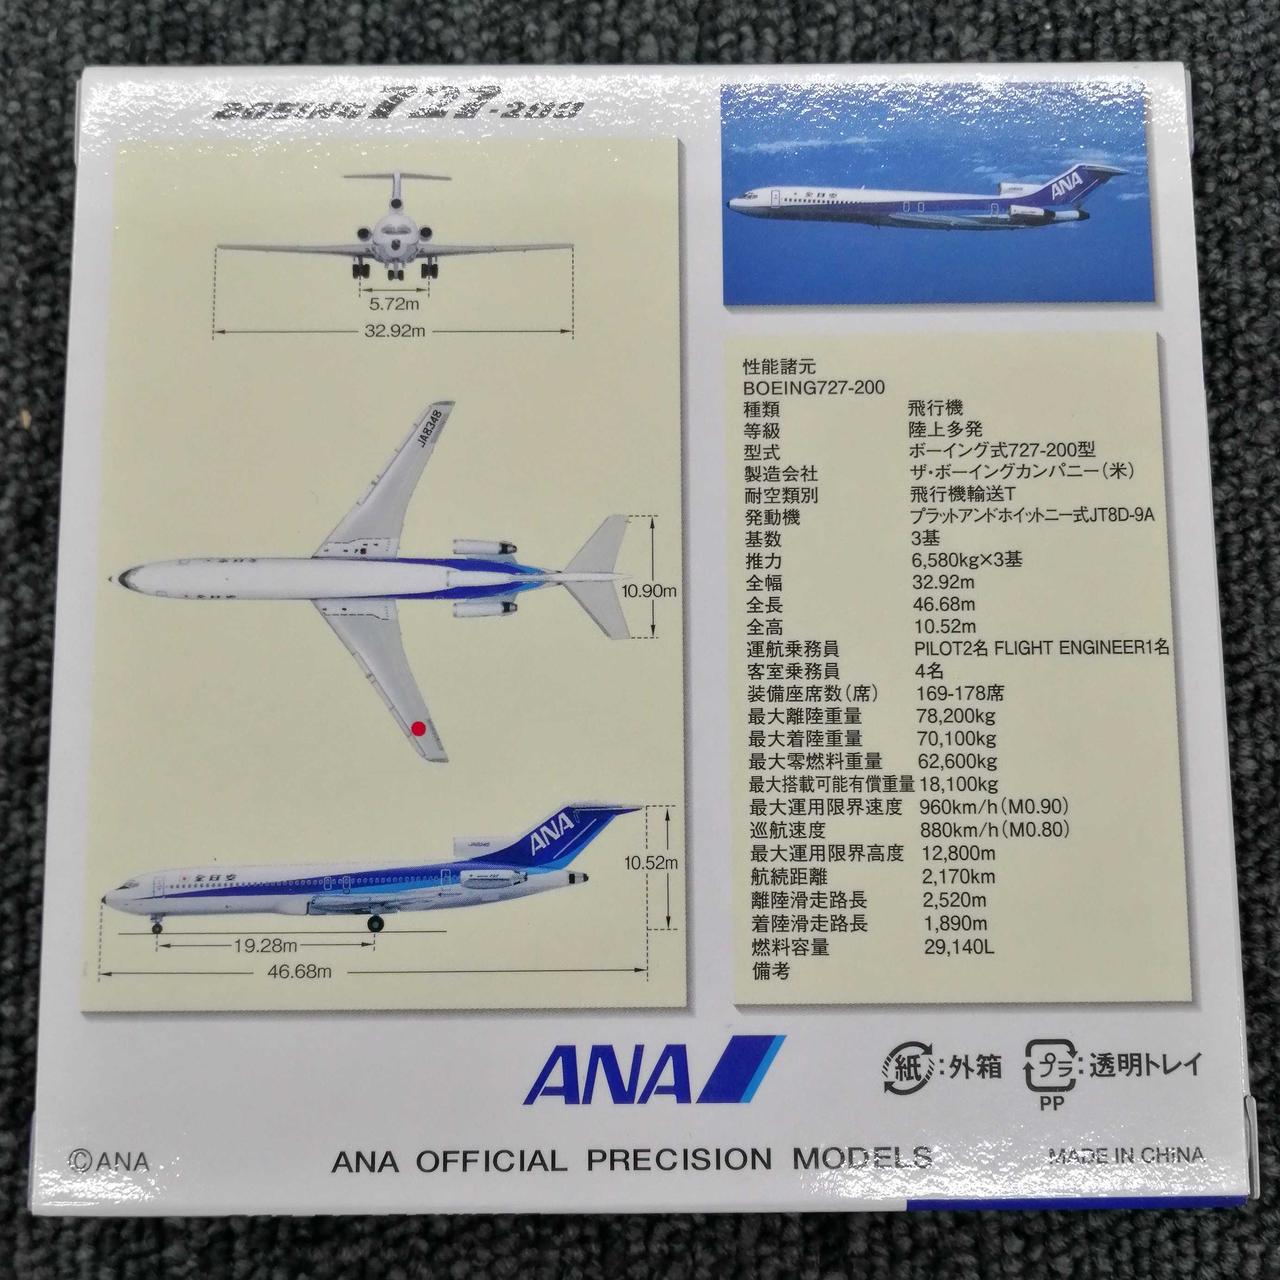 BOEING 727-200
ANA
全日空
5.72m
32.92m
JA8348
10.90m
ANA
全日空
10.52m
19.28m
46.68m
性能諸元
BOEING727-200
種類 飛行機
等級 陸上多発
型式 ボーイング式727-200型
製造会社 ザ・ボーイングカンパニー(米)
耐空類別 飛行機輸送T
発動機 プラットアンドホイットニー式JT8D-9A
基数 3基
推力 6,580kg×3基
全幅 32.92m
全長 46.68m
全高 10.52m
運航乗務員 PILOT2名 FLIGHT ENGINEER1名
客室乗務員 4名
装備座席数(席) 169-178席
最大離陸重量 78,200kg
最大着陸重量 70,100kg
最大零燃料重量 62,600kg
最大搭載可能有償重量 18,100kg
最大運用限界速度 960km/h(M0.90)
巡航速度 880km/h(M0.80)
最大運用限界高度 12,800m
航続距離 2,170km
離陸滑走路長 2,520m
着陸滑走路長 1,890m
燃料容量 29,140L
備考
ANA
紙:外箱 プラ:透明トレイ
PP
©ANA
ANA OFFICIAL PRECISION MODELS
MADE IN CHINA